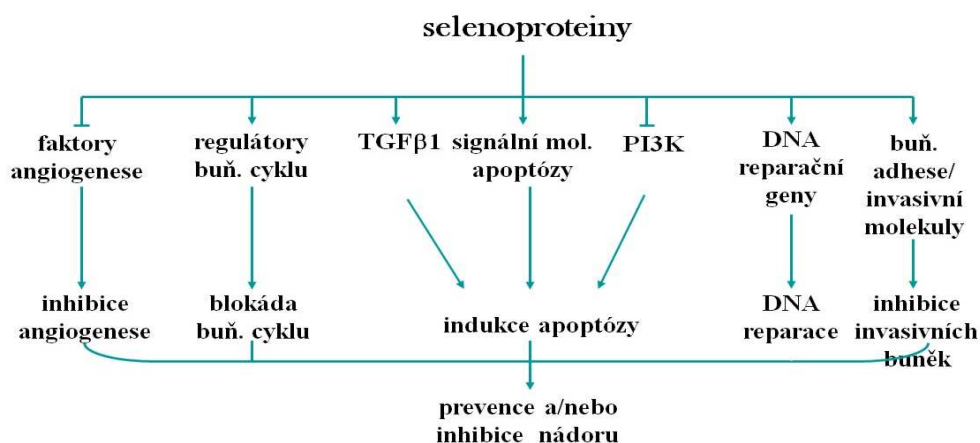 selenoproteiny
faktory
angiogenese
regulátory
buň. cyklu
TGFβ1
signální mol.
apoptózy
PI3K
DNA
reparační
geny
buň.
adhese/
invasivní
molekuly
inhibice
angiogenese
blokáda
buň. cyklu
indukce apoptózy
DNA
reparace
inhibice
invasivních
buněk
prevence a/nebo
inhibice nádoru